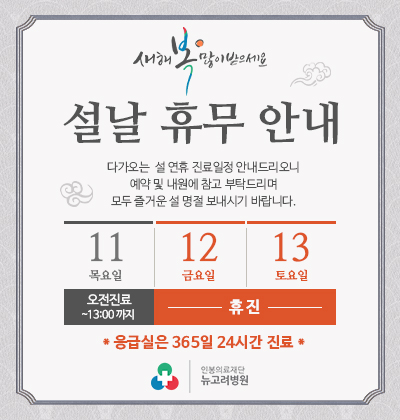 새해 복 많이 받으세요
설날 휴무 안내
다가오는 설 연휴 진료일정 안내드리오니
예약 및 내원에 참고 부탁드리며
모두 즐거운 설 명절 보내시기 바랍니다.
11 12 13
목요일 금요일 토요일
오전진료
~13:00 까지
휴 진
* 응급실은 365일 24시간 진료 *
인봉의료재단
뉴고려병원